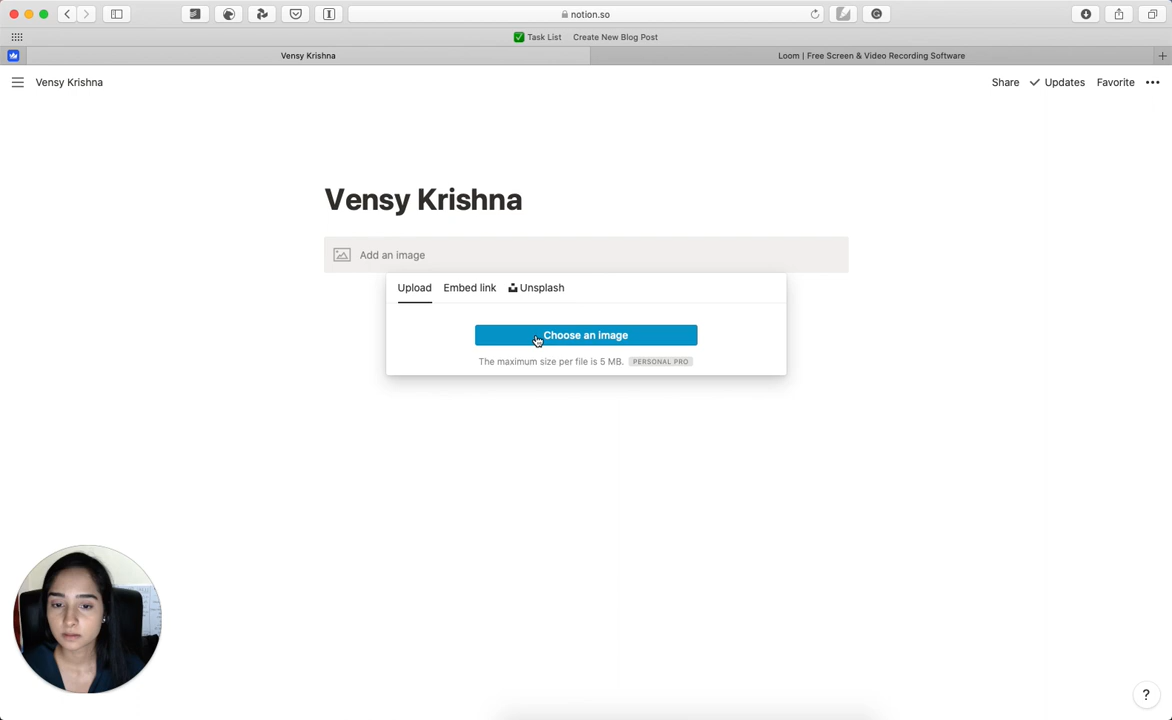 notion.so
Task List Create New Blog Post
Vensy Krishna Loom | Free Screen & Video Recording Software
Vensy Krishna Share Updates Favorite
Vensy Krishna
Add an image
Upload Embed link Unsplash
Choose an image
The maximum size per file is 5 MB. PERSONAL PRO
?